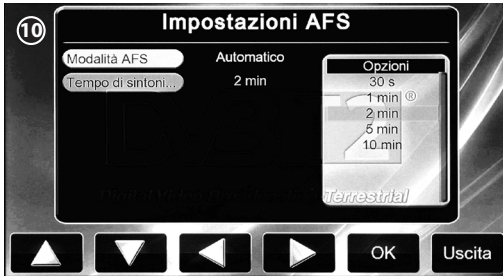 10
Impostazioni AFS
Modalità AFS Automatico
Tempo di sintoni... 2 min
Opzioni
30 s
1 min
2 min
5 min
10 min
®
Terrestrial
OK Uscita